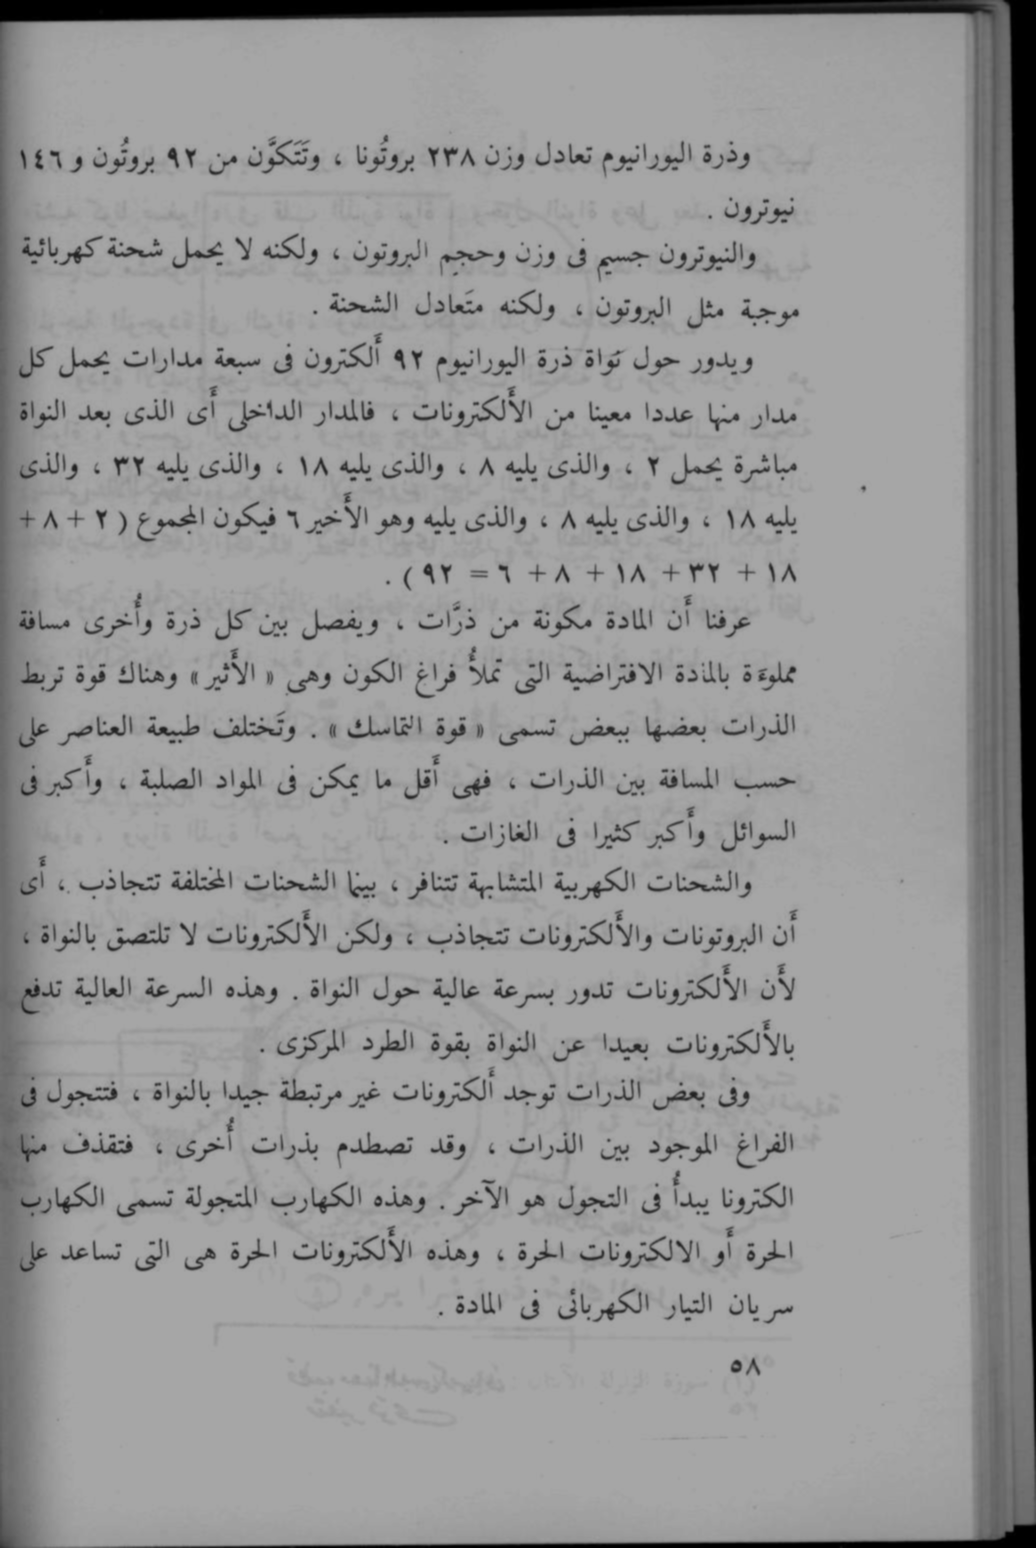 وذرة اليورانيوم تعادل وزن ٢٣٨ بروتُونا ، وتَتَكوَّن من ٩٢ بروتُون و ١٤٦
نيوترون .
والنيوترون جسيم فى وزن وحجم البروتون ، ولكنه لا يحمل شحنة كهربائية
موجبة مثل البروتون ، ولكنه متَعادل الشحنة .
ويدور حول نَواة ذرة اليورانيوم ٩٢ أَلكترون فى سبعة مدارات يحمل كل
مدار منها عددا معينا من الأَلكترونات ، فالمدار الداخلى أَى الذى بعد النواة
مباشرة يحمل ٢ ، والذى يليه ٨ ، والذى يليه ١٨ ، والذى يليه ٣٢ ، والذى
يليه ١٨ ، والذى يليه ٨ ، والذى يليه وهو الأَخير ٦ فيكون المجموع ( ٢ + ٨ +
١٨ + ٣٢ + ١٨ + ٨ + ٦ = ٩٢ ) .
عرفنا أَن المادة مكونة من ذرَّات ، ويفصل بين كل ذرة وأُخرى مسافة
مملوءَة بالمادة الافتراضية التى تملأُ فراغ الكون وهى « الأَثير » وهناك قوة تربط
الذرات بعضها ببعض تسمى « قوة التماسك » . وتَختلف طبيعة العناصر على
حسب المسافة بين الذرات ، فهى أَقل ما يمكن فى المواد الصلبة ، وأَكبر فى
السوائل وأَكبر كثيرا فى الغازات .
والشحنات الكهربية المتشابهة تتنافر ، بينما الشحنات المختلفة تتجاذب ، أَى
أَن البروتونات والأَلكترونات تتجاذب ، ولكن الأَلكترونات لا تلتصق بالنواة ،
لأَن الأَلكترونات تدور بسرعة عالية حول النواة . وهذه السرعة العالية تدفع
بالأَلكترونات بعيدا عن النواة بقوة الطرد المركزى .
وفى بعض الذرات توجد أَلكترونات غير مرتبطة جيدا بالنواة ، فتتجول فى
الفراغ الموجود بين الذرات ، وقد تصطدم بذرات أُخرى ، فتقذف منها
الكترونا يبدأُ فى التجول هو الآخر . وهذه الكهارب المتجولة تسمى الكهارب
الحرة أَو الالكترونات الحرة ، وهذه الأَلكترونات الحرة هى التى تساعد على
سريان التيار الكهربائى فى المادة .
٥٨